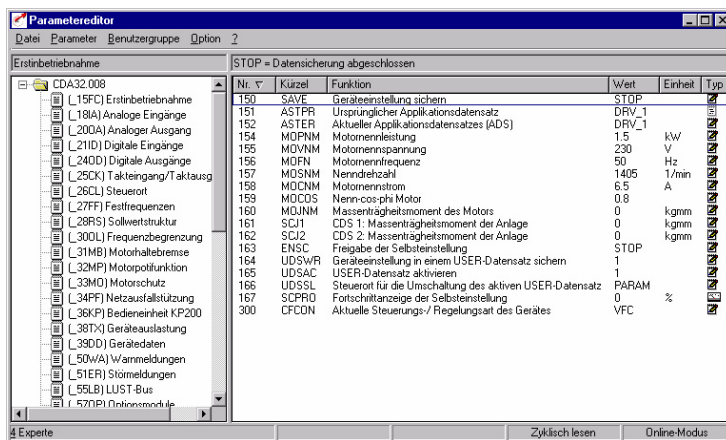 Parametereditor
Datei Parameter Benutzergruppe Option ?
Erstinbetriebnahme
STOP = Datensicherung abgeschlossen
CDA32.008
(_15FC) Erstinbetriebnahme
(_18IA) Analoge Eingänge
(_20OA) Analoger Ausgang
(_21ID) Digitale Eingänge
(_24OD) Digitale Ausgänge
(_25CK) Takteingang/Taktausg
(_26CL) Steuerort
(_27FF) Festfrequenzen
(_28RS) Sollwertstruktur
(_30OL) Frequenzbegrenzung
(_31MB) Motorhaltebremse
(_32MP) Motorpotifunktion
(_33MO) Motorschutz
(_34PF) Netzausfallstützung
(_36KP) Bedieneinheit KP200
(_38TX) Geräteauslastung
(_39DD) Gerätedaten
(_50WA) Warnmeldungen
(_51ER) Störmeldungen
(_55LB) LUST-Bus
(_57OP) Optionsmodule
Nr. Kürzel Funktion Wert Einheit Typ
150 SAVE Geräteeinstellung sichern STOP
151 ASTPR Ursprünglicher Applikationsdatensatz DRV_1
152 ASTER Aktueller Applikationsdatensatzes (ADS) DRV_1
154 MOPNM Motornennleistung 1.5 kW
155 MOVNM Motornennspannung 230 V
156 MOFN Motornennfrequenz 50 Hz
157 MOSNM Nenndrehzahl 1405 1/min
158 MOCNM Motornennstrom 6.5 A
159 MOCOS Nenn-cos-phi Motor 0.8
160 MOJNM Massenträgheitsmoment des Motors 0 kgmm
161 SCJ1 CDS 1: Massenträgheitsmoment der Anlage 0 kgmm
162 SCJ2 CDS 2: Massenträgheitsmoment der Anlage 0 kgmm
163 ENSC Freigabe der Selbsteinstellung STOP
164 UDSWR Geräteeinstellung in einem USER-Datensatz sichern 1
165 UDSAC USER-Datensatz aktivieren 1
166 UDSSL Steuerort für die Umschaltung des aktiven USER-Datensatz PARAM
167 SCPRO Fortschrittanzeige der Selbsteinstellung 0 %
300 CFCON Aktuelle Steuerungs-/ Regelungsart des Gerätes VFC
4 Experte
Zyklisch lesen
Online-Modus